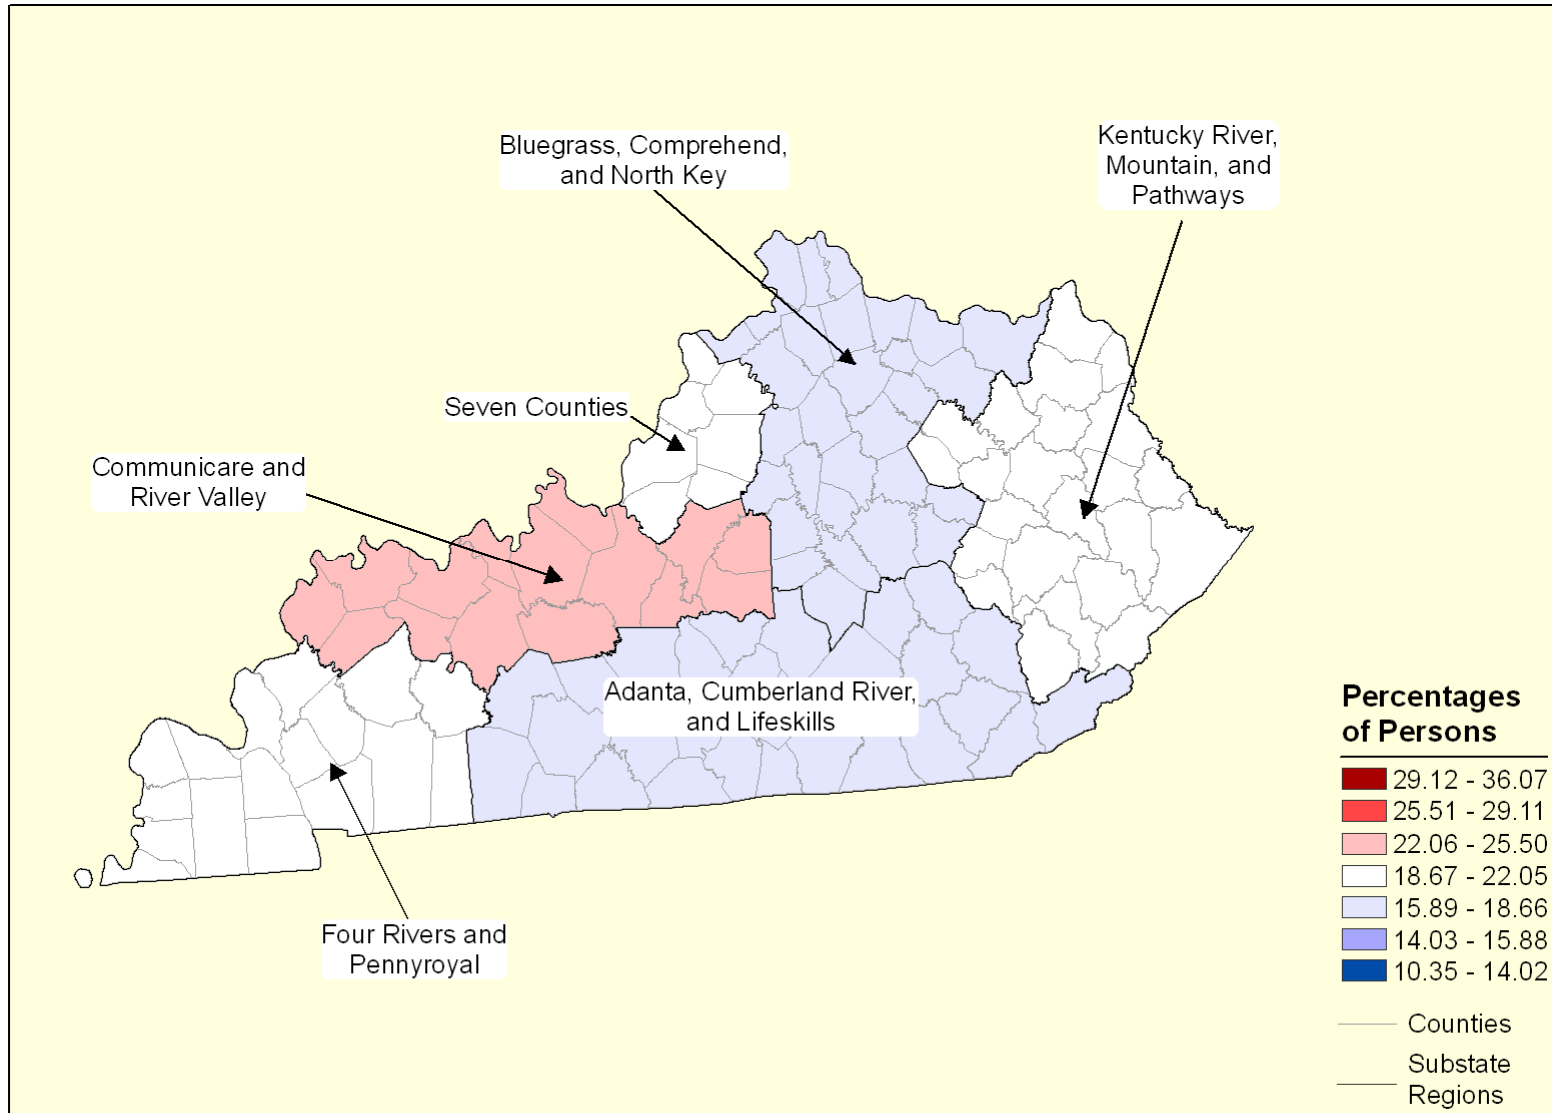 Bluegrass, Comprehend,
and North Key
Kentucky River,
Mountain, and
Pathways
Seven Counties
Communicare and
River Valley
Adanta, Cumberland River,
and Lifeskills
Four Rivers and
Pennyroyal
Percentages
of Persons
29.12 - 36.07
25.51 - 29.11
22.06 - 25.50
18.67 - 22.05
15.89 - 18.66
14.03 - 15.88
10.35 - 14.02
Counties
Substate
Regions